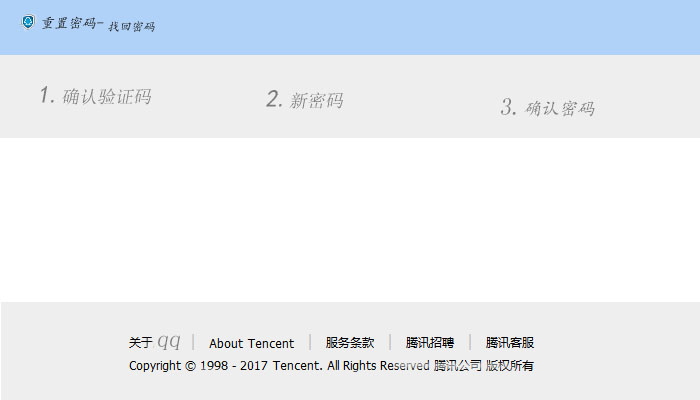 重置密码- 找回密码
1. 确认验证码 2. 新密码 3. 确认密码
关于 qq | About Tencent | 服务条款 | 腾讯招聘 | 腾讯客服
Copyright © 1998 - 2017 Tencent. All Rights Reserved 腾讯公司 版权所有